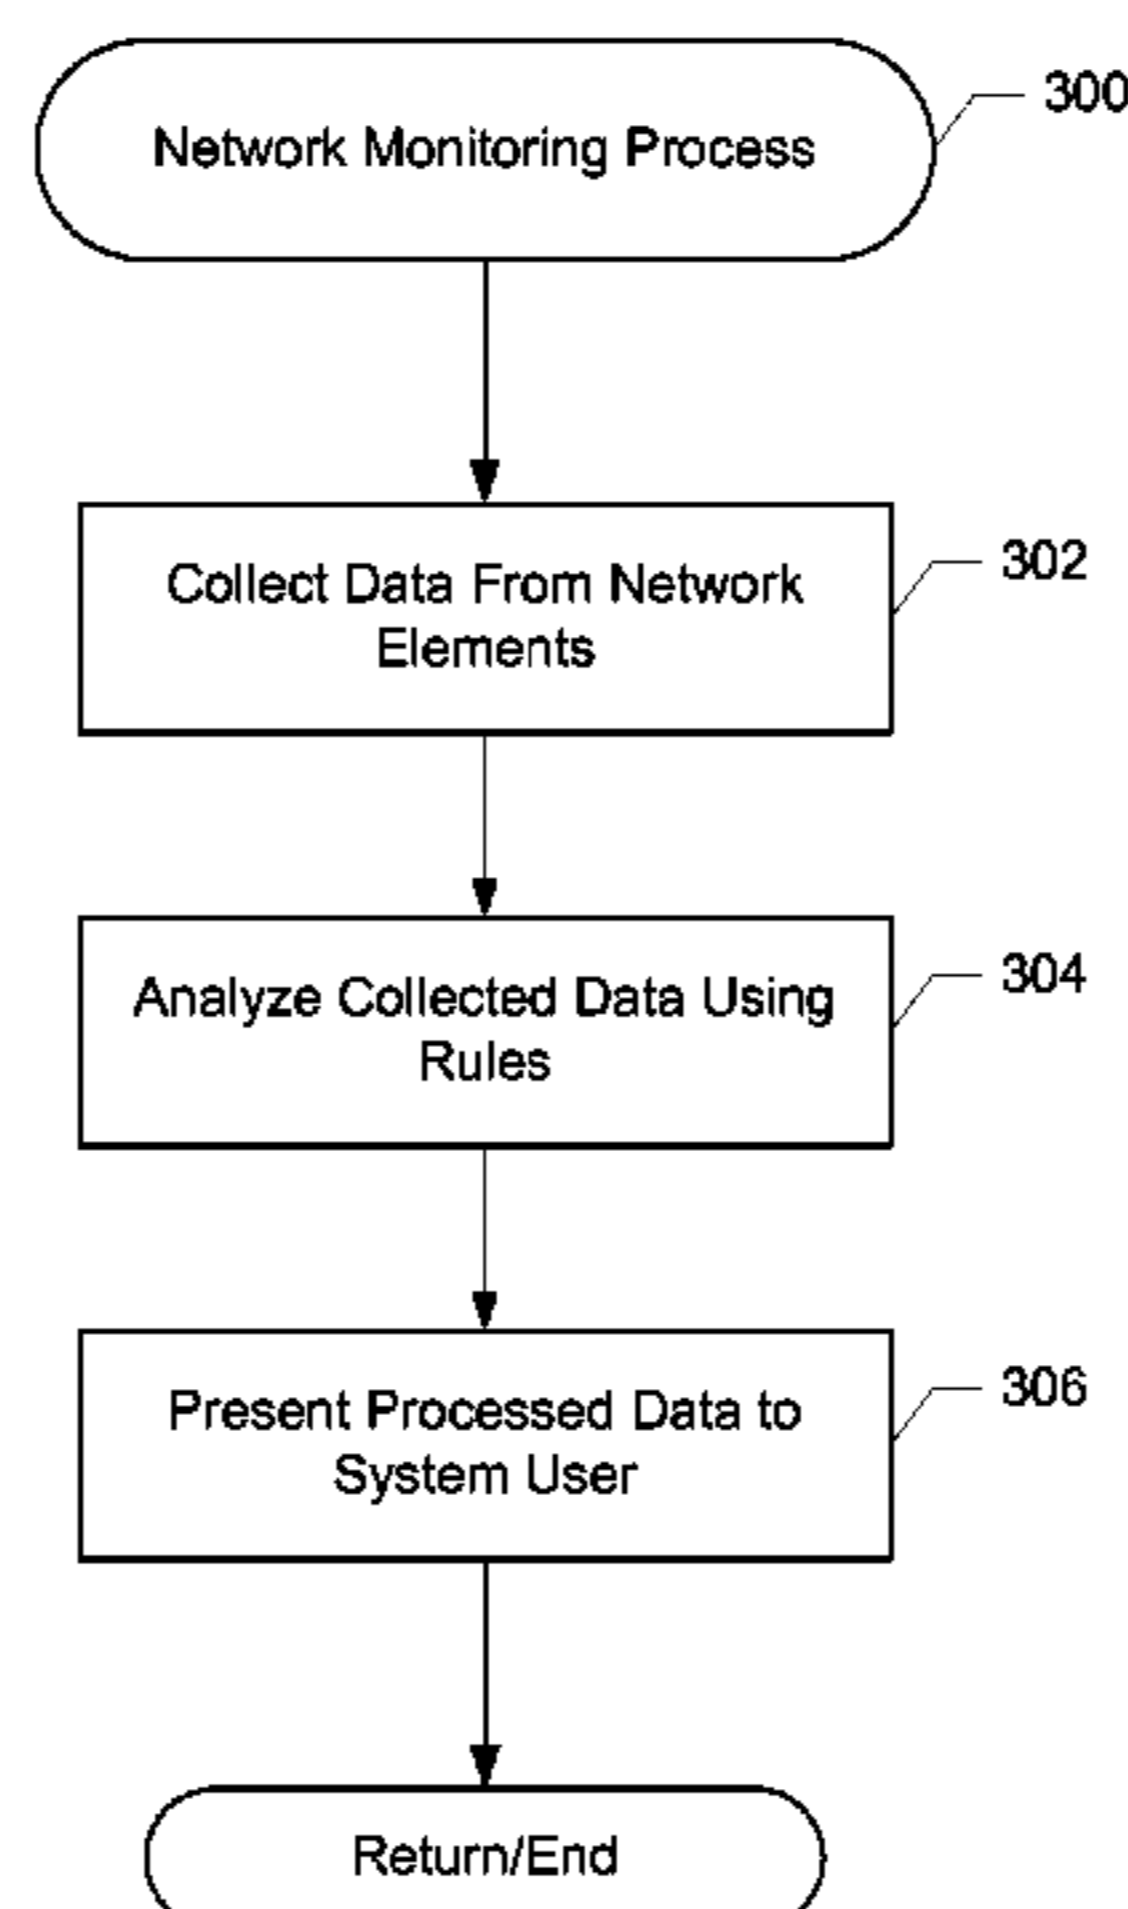 Network Monitoring Process
300
Collect Data From Network
Elements
302
Analyze Collected Data Using
Rules
304
Present Processed Data to
System User
306
Return/End